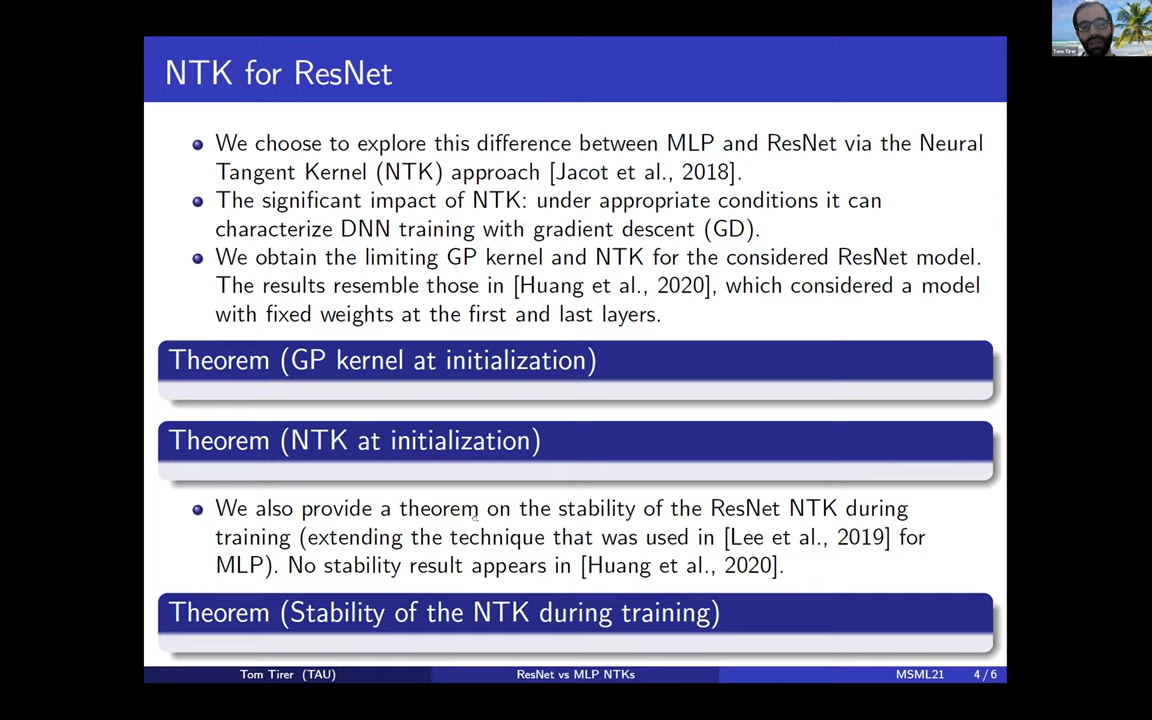 Tom Tirer
NTK for ResNet
We choose to explore this difference between MLP and ResNet via the Neural
Tangent Kernel (NTK) approach [Jacot et al., 2018].
The significant impact of NTK: under appropriate conditions it can
characterize DNN training with gradient descent (GD).
We obtain the limiting GP kernel and NTK for the considered ResNet model.
The results resemble those in [Huang et al., 2020], which considered a model
with fixed weights at the first and last layers.
Theorem (GP kernel at initialization)
Theorem (NTK at initialization)
We also provide a theorem on the stability of the ResNet NTK during
training (extending the technique that was used in [Lee et al., 2019] for
MLP). No stability result appears in [Huang et al., 2020].
Theorem (Stability of the NTK during training)
Tom Tirer (TAU) ResNet vs MLP NTKs MSML21 4 / 6